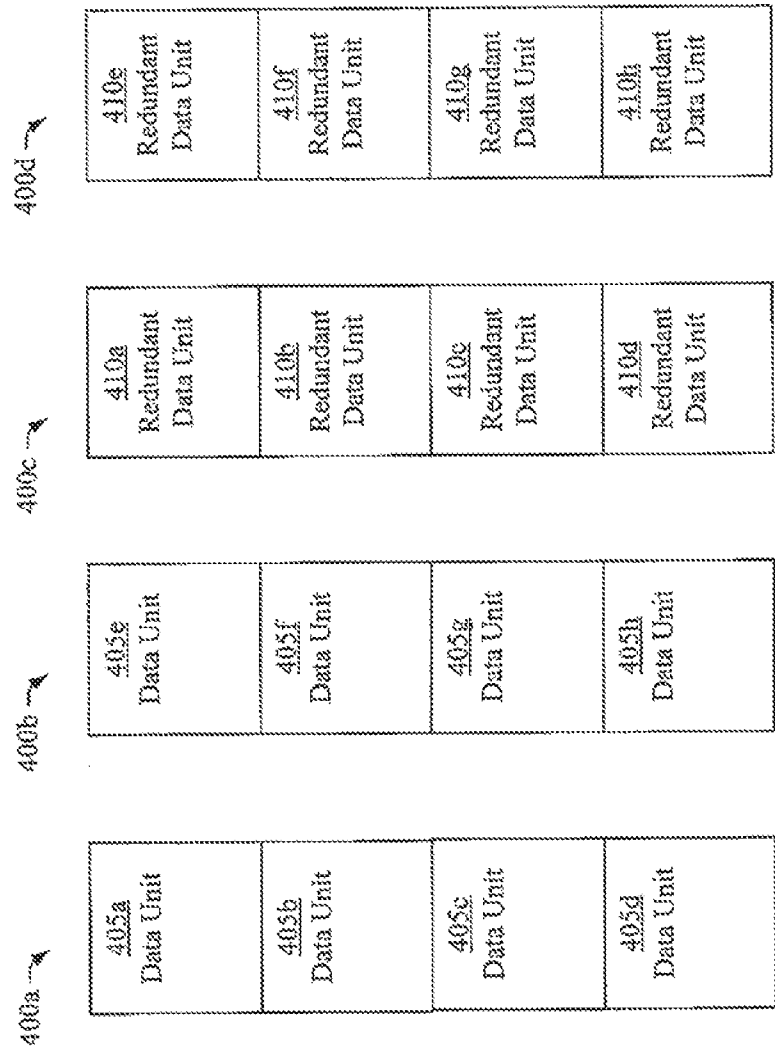 400a
405a
Data Unit
405b
Data Unit
405c
Data Unit
405d
Data Unit
400b
405e
Data Unit
405f
Data Unit
405g
Data Unit
405h
Data Unit
400c
410a
Redundant
Data Unit
410b
Redundant
Data Unit
410c
Redundant
Data Unit
410d
Redundant
Data Unit
400d
410e
Redundant
Data Unit
410f
Redundant
Data Unit
410g
Redundant
Data Unit
410h
Redundant
Data Unit